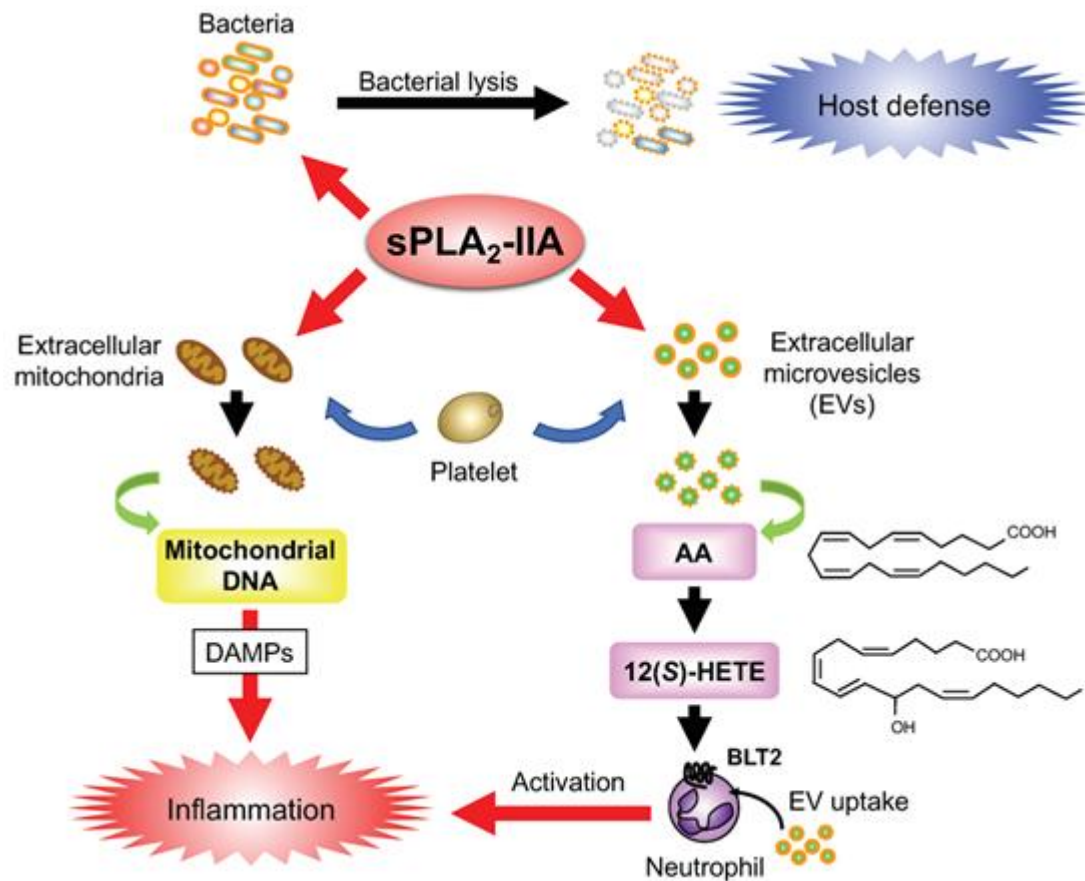 Bacteria
Bacterial lysis
Host defense
sPLA₂-IIA
Extracellular
mitochondria
Extracellular
microvesicles
(EVs)
Platelet
Mitochondrial
DNA
AA
COOH
DAMPs
12(S)-HETE
COOH
OH
BLT2
Inflammation
Activation
EV uptake
Neutrophil